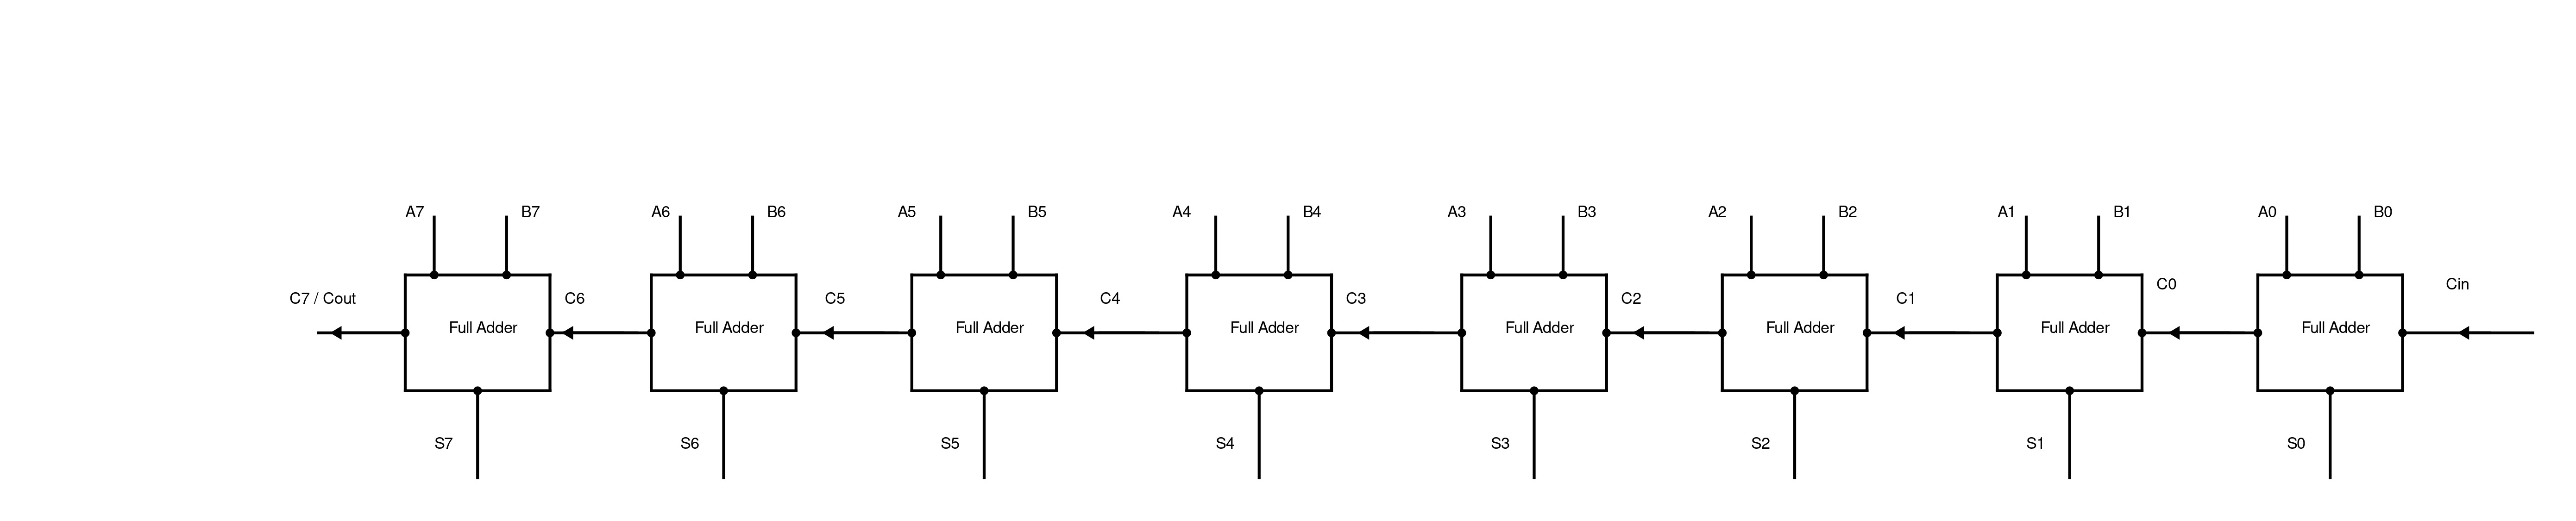 A7 B7 A6 B6 A5 B5 A4 B4 A3 B3 A2 B2 A1 B1 A0 B0
C7 / Cout C6 C5 C4 C3 C2 C1 C0 Cin
Full Adder Full Adder Full Adder Full Adder Full Adder Full Adder Full Adder Full Adder
S7 S6 S5 S4 S3 S2 S1 S0